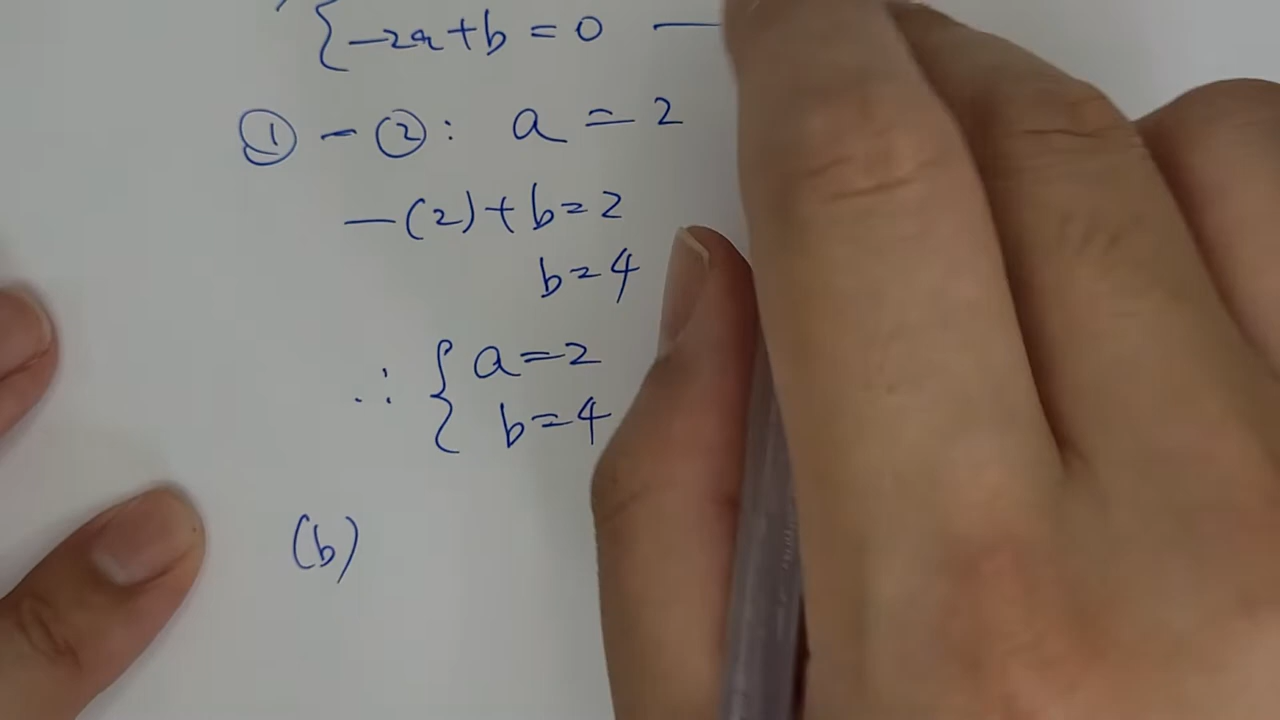 {-2a+b=0 —
① - ② : a=2
-(2)+b=2
b=4
∴ { a=2
b=4
(b)